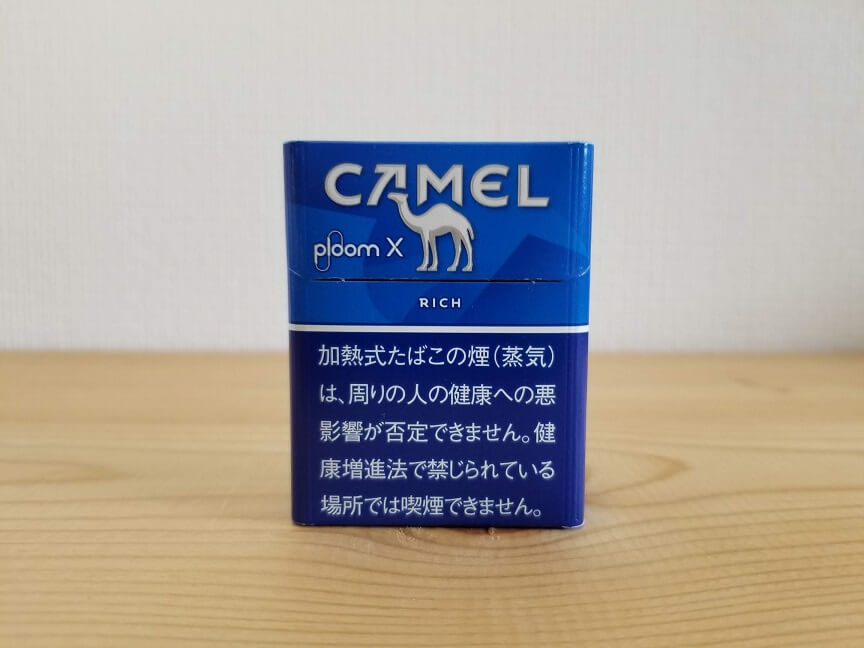 CAMEL
ploom X
RICH
加熱式たばこの煙(蒸気)
は、周りの人の健康への悪
影響が否定できません。健
康増進法で禁じられている
場所では喫煙できません。